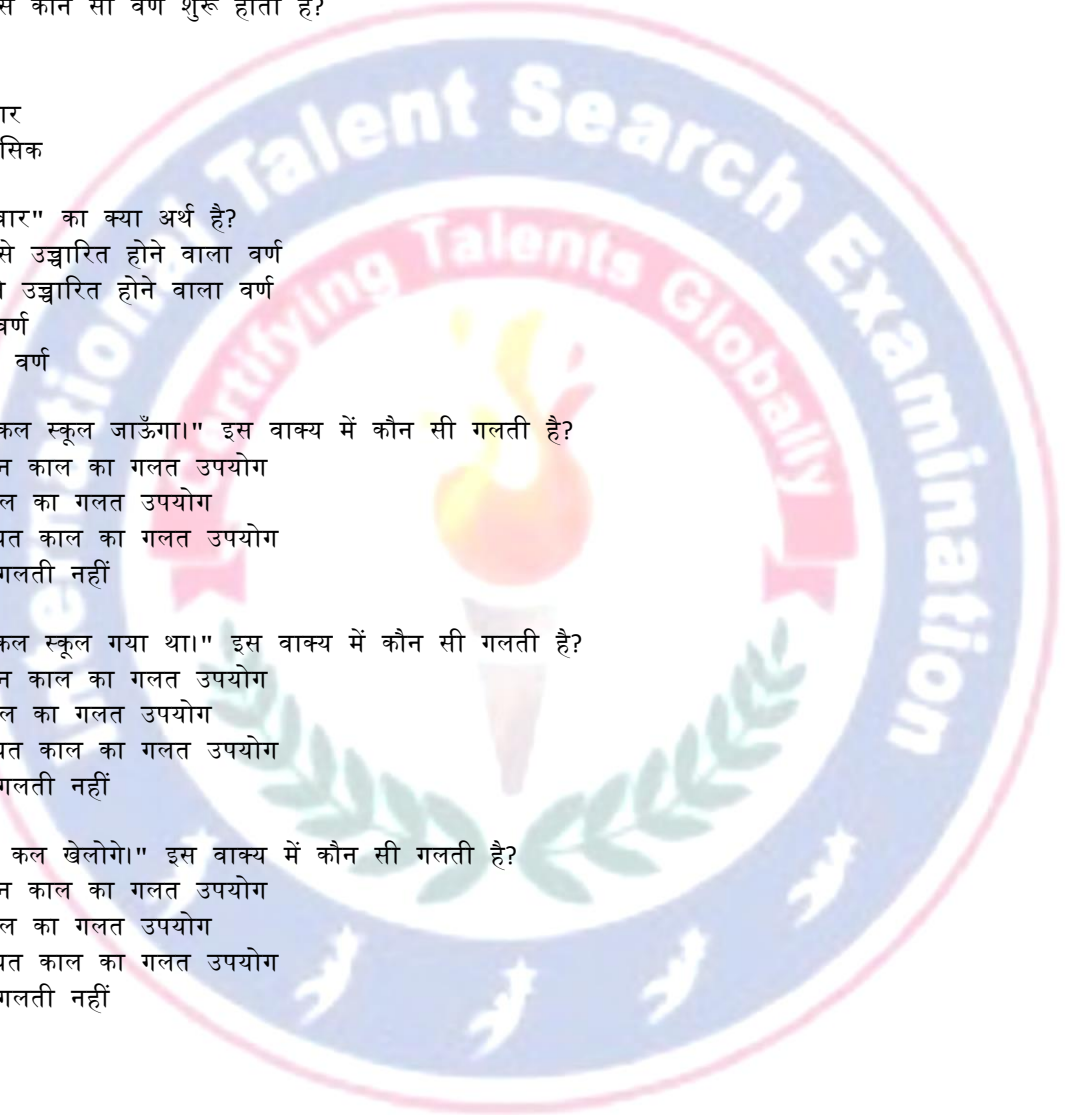 से कौन सा वर्ण शुरू होता है?
ार
सिक
वार" का क्या अर्थ है?
से उच्चारित होने वाला वर्ण
उच्चारित होने वाला वर्ण
वर्ण
वर्ण
कल स्कूल जाऊँगा।" इस वाक्य में कौन सी गलती है?
न काल का गलत उपयोग
ल का गलत उपयोग
यत काल का गलत उपयोग
गलती नहीं
कल स्कूल गया था।" इस वाक्य में कौन सी गलती है?
न काल का गलत उपयोग
ल का गलत उपयोग
यत काल का गलत उपयोग
गलती नहीं
कल खेलोगे।" इस वाक्य में कौन सी गलती है?
न काल का गलत उपयोग
ल का गलत उपयोग
यत काल का गलत उपयोग
गलती नहीं
International Talent Search Examination
Certifying Talents Globally